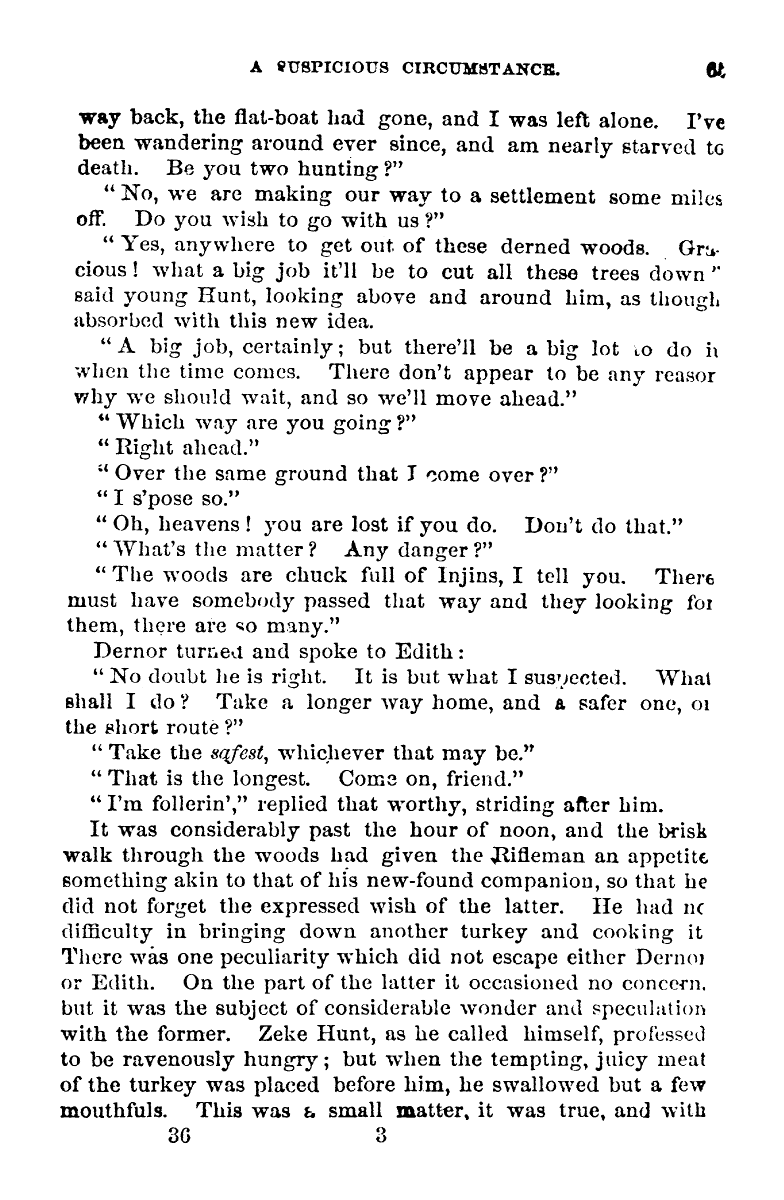 A SUSPICIOUS CIRCUMSTANCE.
way back, the flat-boat had gone, and I was left alone. I've
been wandering around ever since, and am nearly starved to
death. Be you two hunting?”
“No, we are making our way to a settlement some miles
off. Do you wish to go with us?”
“Yes, anywhere to get out of these derned woods. Gra-
cious! what a big job it'll be to cut all these trees down”
said young Hunt, looking above and around him, as though
absorbed with this new idea.
“A big job, certainly; but there'll be a big lot to do it
when the time comes. There don't appear to be any reason
why we should wait, and so we'll move ahead.”
“Which way are you going?”
“Right ahead.”
“Over the same ground that I come over?”
“I s'pose so.”
“Oh, heavens! you are lost if you do. Don't do that.”
“What's the matter? Any danger?”
“The woods are chuck full of Injins, I tell you. There
must have somebody passed that way and they looking for
them, there are so many.”
Dernor turned and spoke to Edith:
“No doubt he is right. It is but what I suspected. What
shall I do? Take a longer way home, and a safer one, or
the short route?”
“Take the safest, whichever that may be.”
“That is the longest. Come on, friend.”
“I'm follerin',” replied that worthy, striding after him.
It was considerably past the hour of noon, and the brisk
walk through the woods had given the Rifleman an appetite
something akin to that of his new-found companion, so that he
did not forget the expressed wish of the latter. He had no
difficulty in bringing down another turkey and cooking it
There was one peculiarity which did not escape either Dernor
or Edith. On the part of the latter it occasioned no concern.
but it was the subject of considerable wonder and speculation
with the former. Zeke Hunt, as he called himself, professed
to be ravenously hungry; but when the tempting, juicy meat
of the turkey was placed before him, he swallowed but a few
mouthfuls. This was a small matter, it was true, and with
36 3